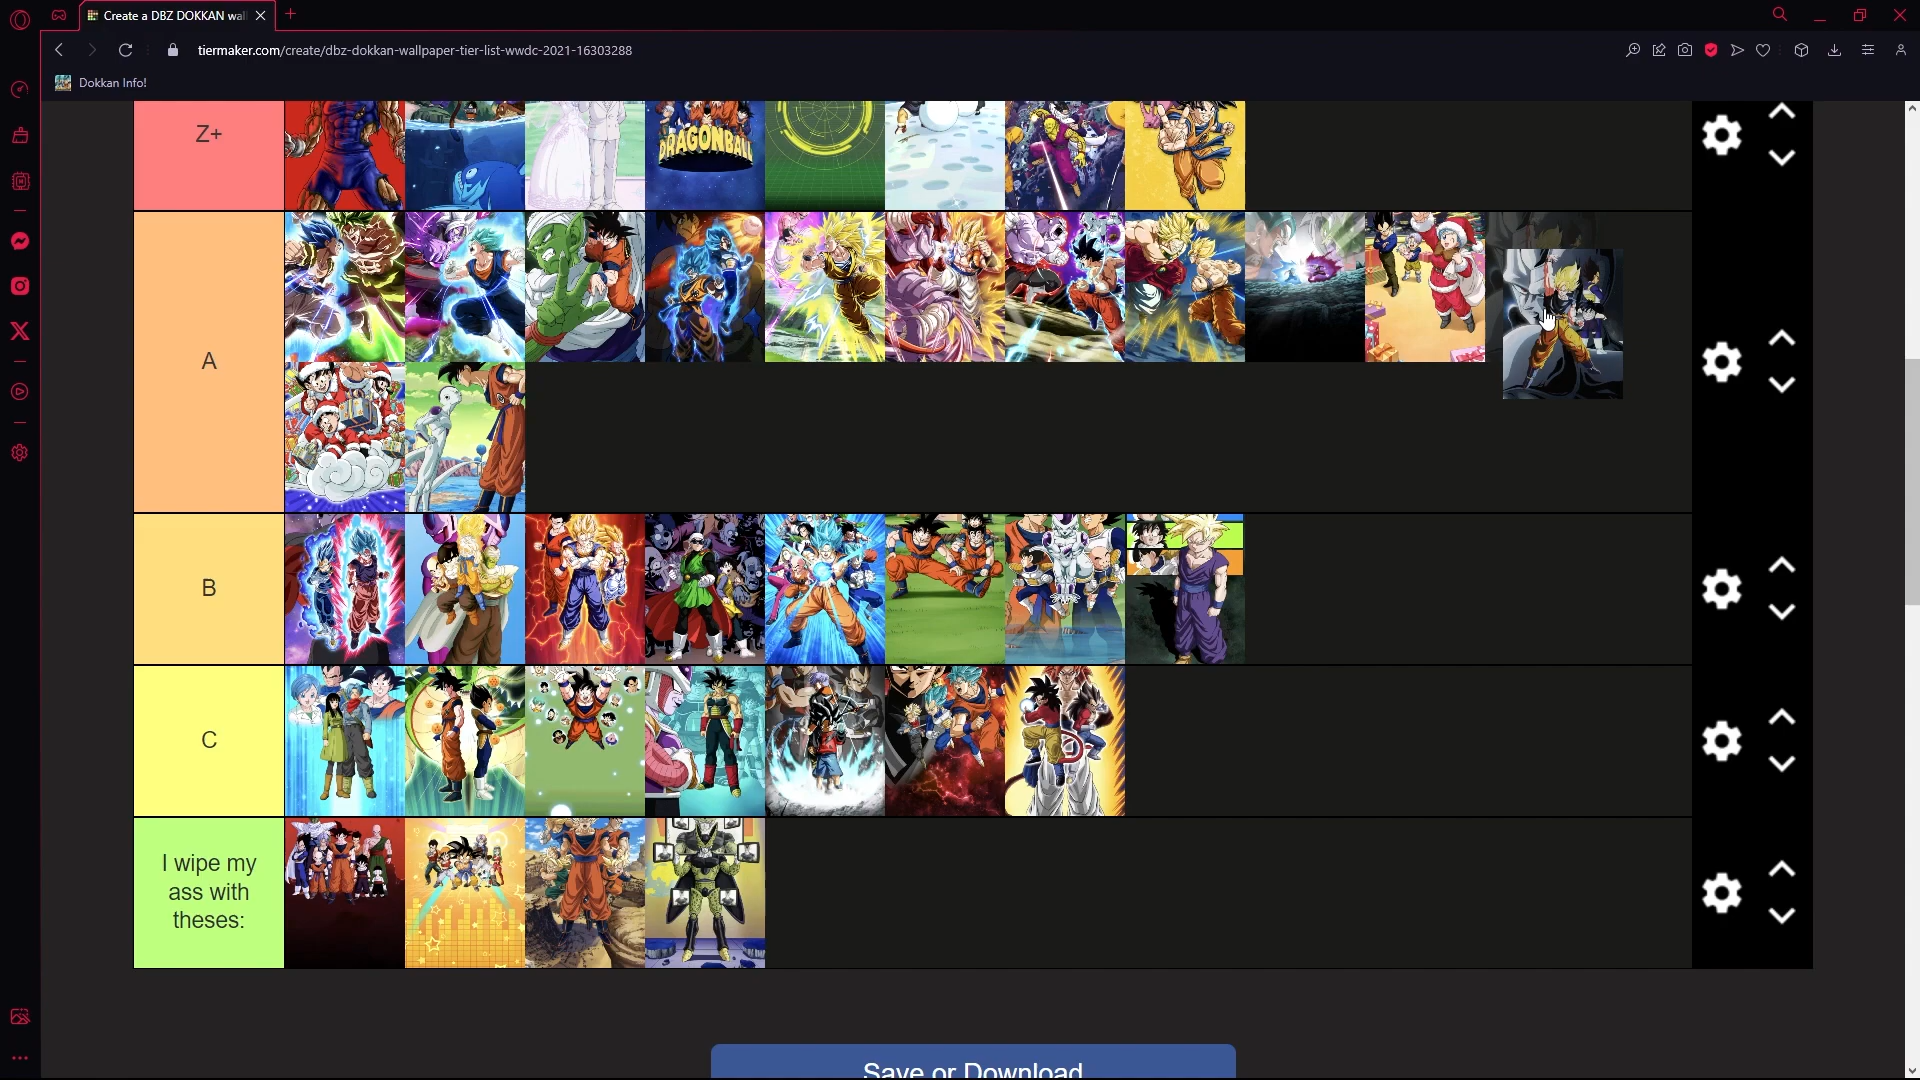 Create a DBZ DOKKAN wal
tiermaker.com/create/dbz-dokkan-wallpaper-tier-list-wwdc-2021-16303288
Dokkan Info!
Z+
DRAGONBALL
A
B
C
I wipe my
ass with
theses:
Save or Download